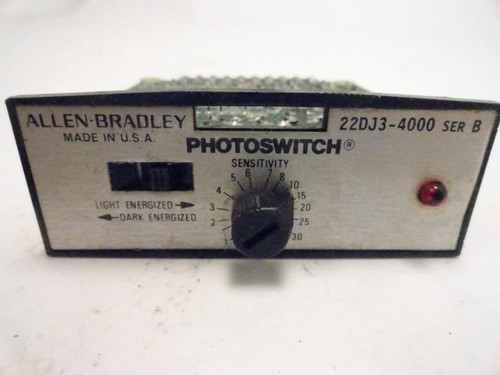 ALLEN-BRADLEY
MADE IN U.S.A.
22DJ3-4000 SER B
PHOTOSWITCH®
SENSITIVITY
1 2 3 4 5 6 7 8 10 15 20 25 30
LIGHT ENERGIZED
DARK ENERGIZED